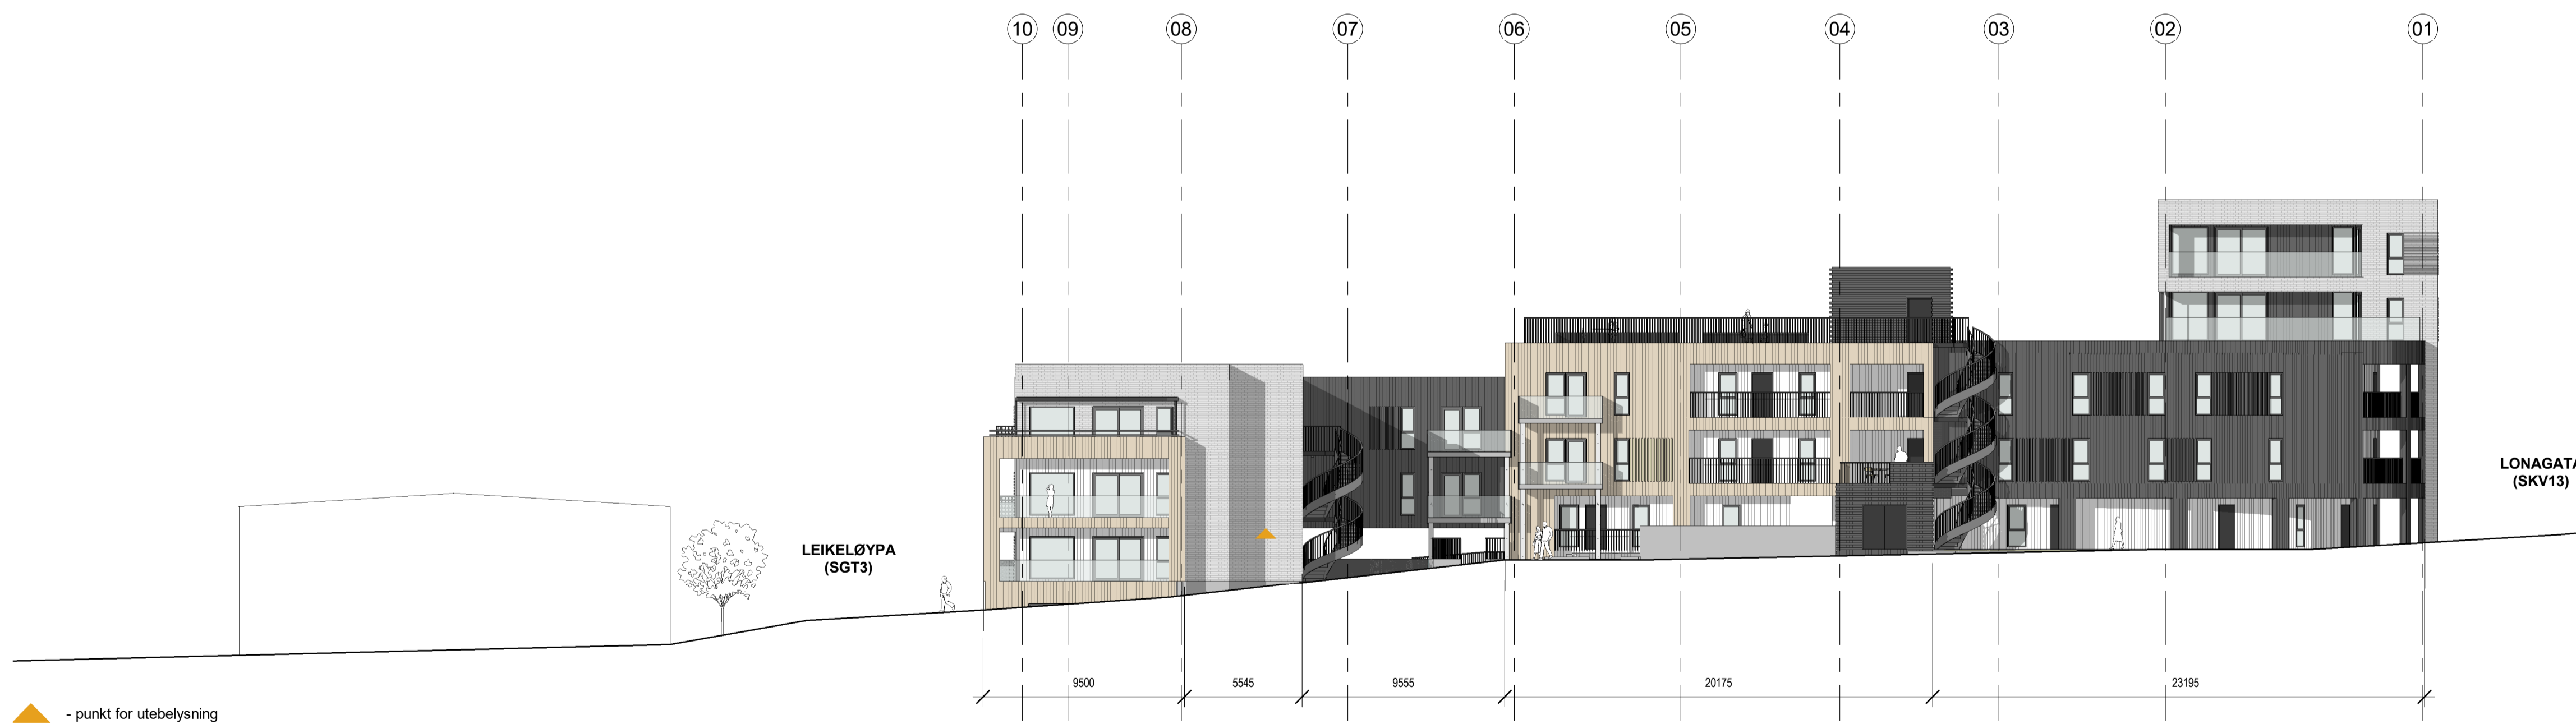 10 09 08 07 06 05 04 03 02 01
LEIKELØYPA
(SGT3)
LONAGATA
(SKV13)
9500 5545 9555 20175 23195
- punkt for utebelysning